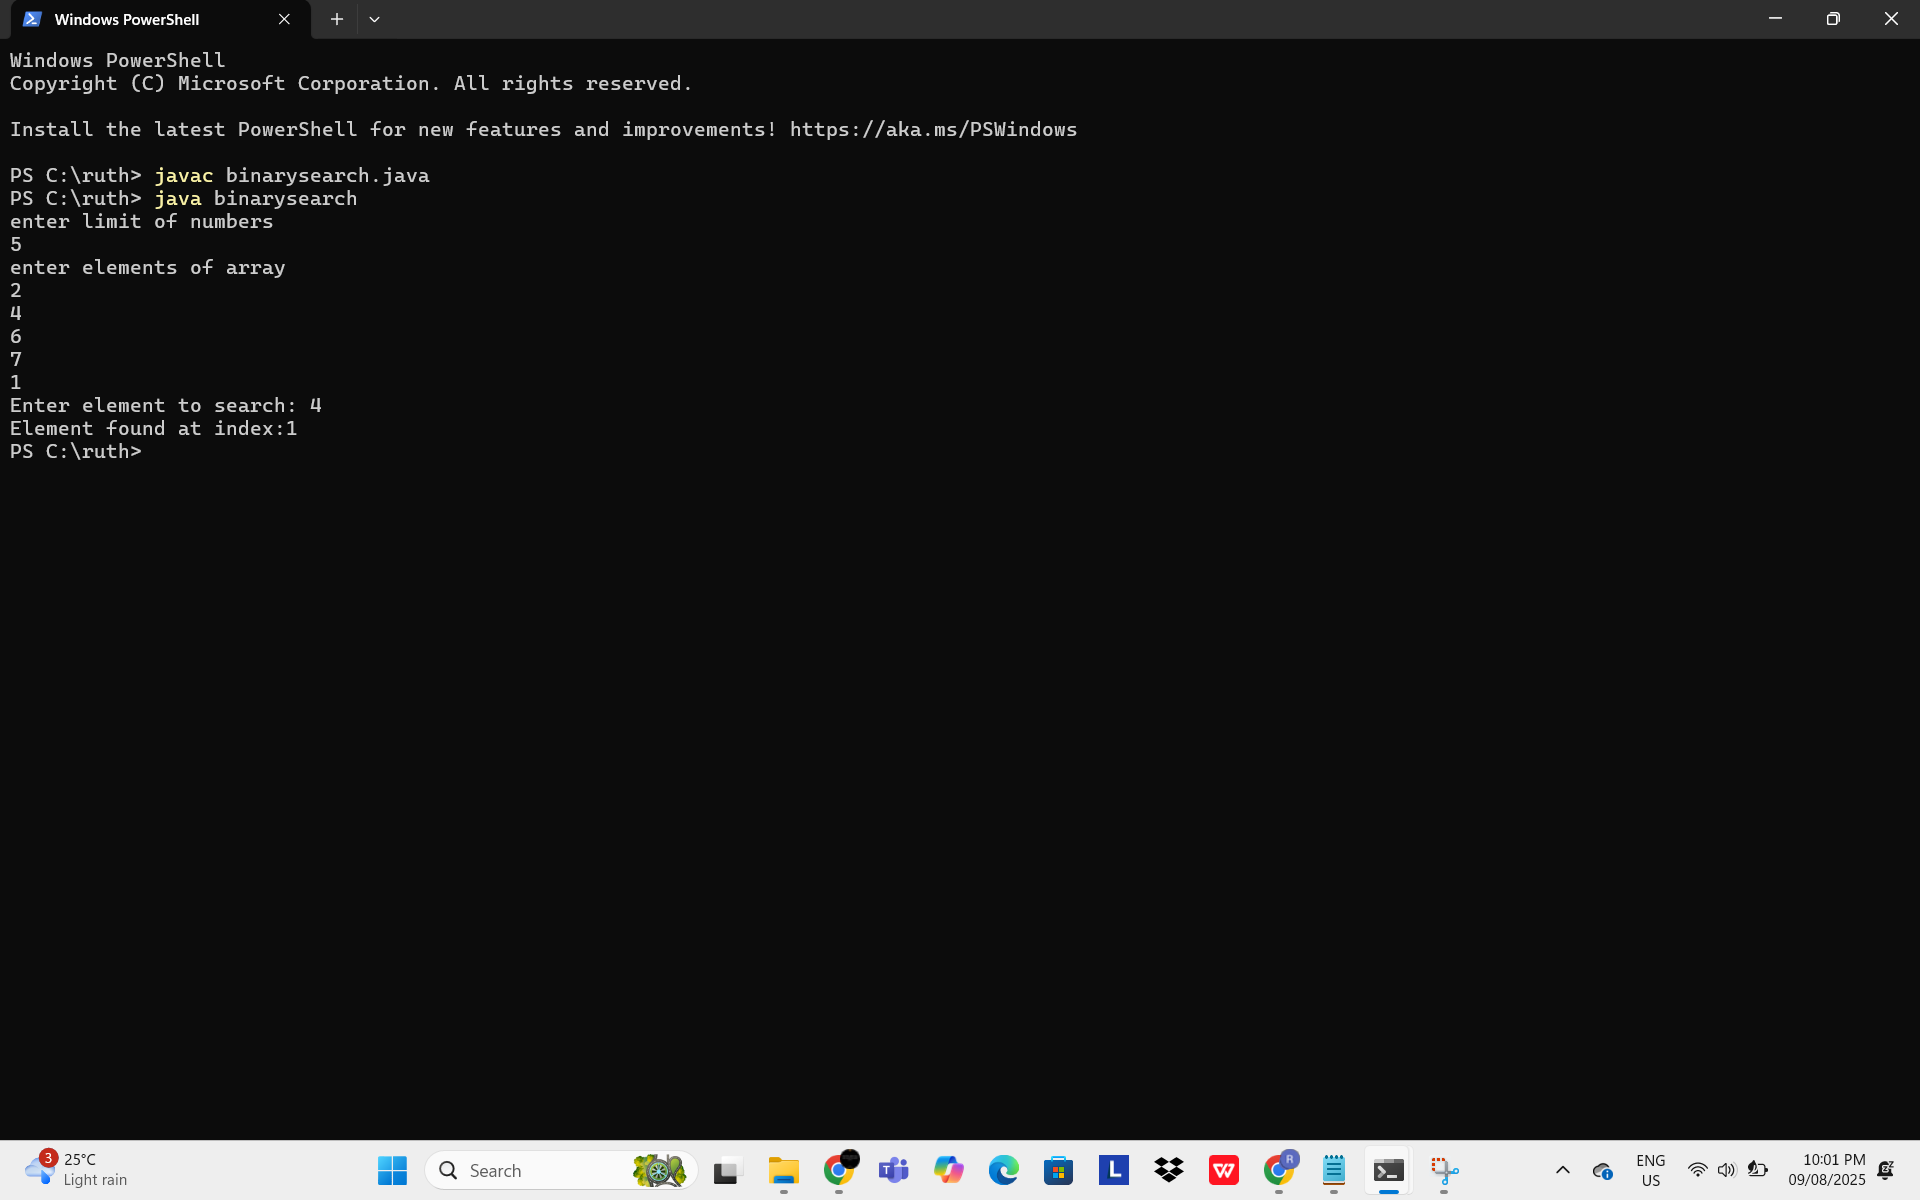 Windows PowerShell
Windows PowerShell
Copyright (C) Microsoft Corporation. All rights reserved.
Install the latest PowerShell for new features and improvements! https://aka.ms/PSWindows
PS C:\ruth> javac binarysearch.java
PS C:\ruth> java binarysearch
enter limit of numbers
5
enter elements of array
2
4
6
7
1
Enter element to search: 4
Element found at index:1
PS C:\ruth>
3
25°C
Light rain
Search
T
L
W
R
ENG
US
10:01 PM
09/08/2025